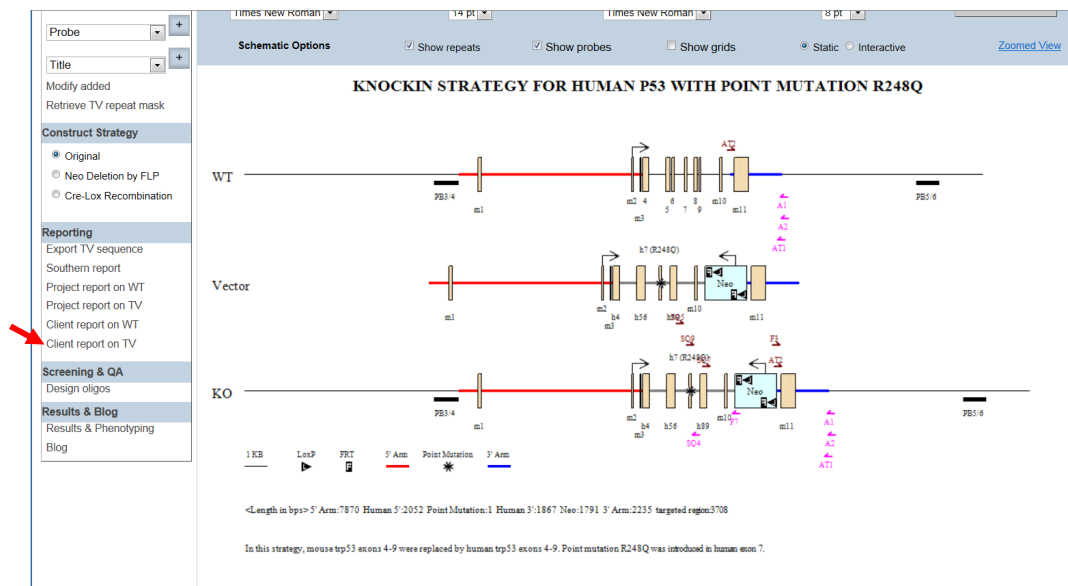 Times New Roman 14 pt Times New Roman 8 pt
Probe +
Title +
Modify added
Retrieve TV repeat mask
Construct Strategy
Original
Neo Deletion by FLP
Cre-Lox Recombination
Reporting
Export TV sequence
Southern report
Project report on WT
Project report on TV
Client report on WT
Client report on TV
Screening & QA
Design oligos
Results & Blog
Results & Phenotyping
Blog
Schematic Options Show repeats Show probes Show grids Static Interactive Zoomed View
KNOCKIN STRATEGY FOR HUMAN P53 WITH POINT MUTATION R248Q
AT2
WT
PB3/4 m1 m2 4 m3 5 6 7 8 9 m10 m11 PB5/6
A1
A2
AT1
h7 (R248Q)
Vector Neo F F
m1 m2 m3 h4 h56 m10 m11
SQ9 F3
h7 (R248Q) AT2
KO Neo F F
PB3/4 m1 m2 m3 h4 h56 h89 m10 F7 m11 PB5/6
SQ4
A1
A2
AT1
1 KB LoxP FRT 5' Arm Point Mutation 3' Arm
F
<Length in bps> 5' Arm:7870 Human 5':2052 Point Mutation:1 Human 3':1867 Neo:1791 3' Arm:2235 targeted region:3708
In this strategy, mouse trp53 exons 4-9 were replaced by human trp53 exons 4-9. Point mutation R248Q was introduced in human exon 7.